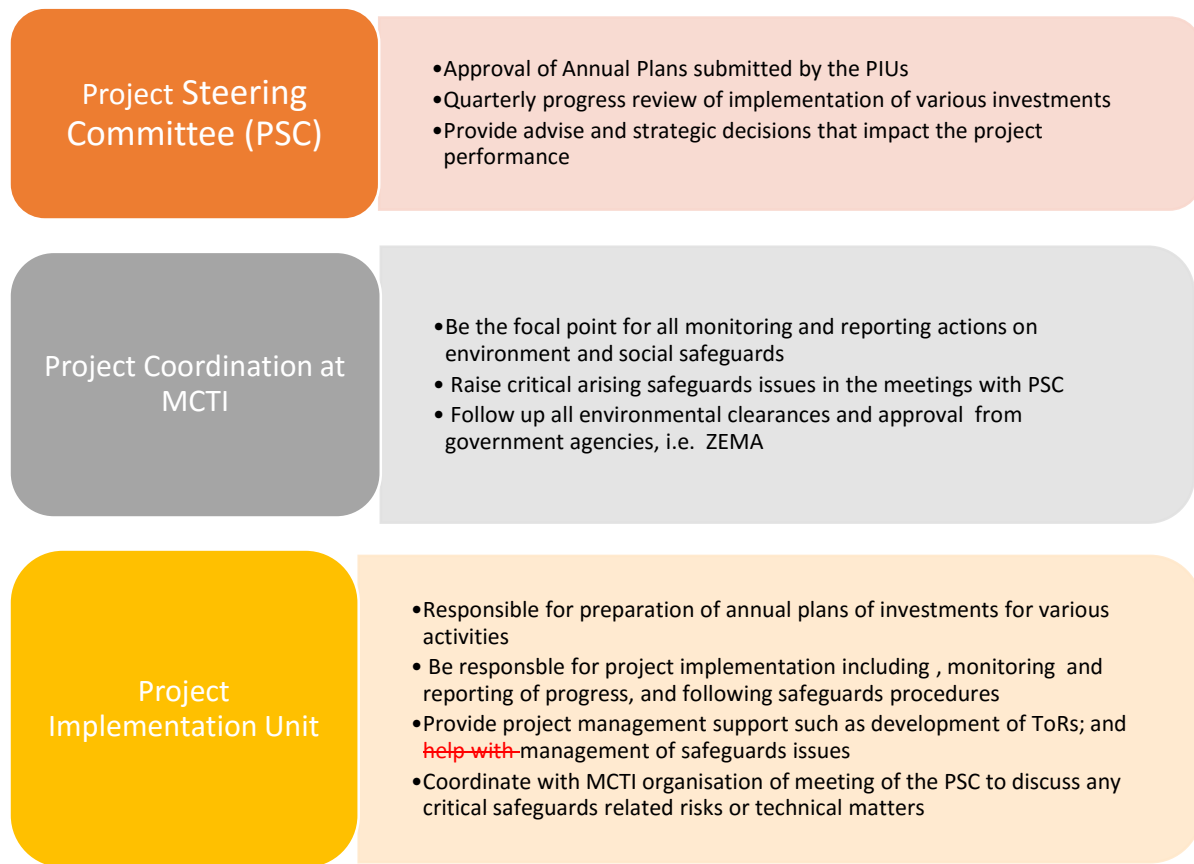 Project Steering
Committee (PSC)
•Approval of Annual Plans submitted by the PIUs
•Quarterly progress review of implementation of various investments
•Provide advise and strategic decisions that impact the project
performance
Project Coordination at
MCTI
•Be the focal point for all monitoring and reporting actions on
environment and social safeguards
• Raise critical arising safeguards issues in the meetings with PSC
• Follow up all environmental clearances and approval from
government agencies, i.e. ZEMA
Project
Implementation Unit
•Responsible for preparation of annual plans of investments for various
activities
• Be responsble for project implementation including , monitoring and
reporting of progress, and following safeguards procedures
•Provide project management support such as development of ToRs; and
help with management of safeguards issues
•Coordinate with MCTI organisation of meeting of the PSC to discuss any
critical safeguards related risks or technical matters